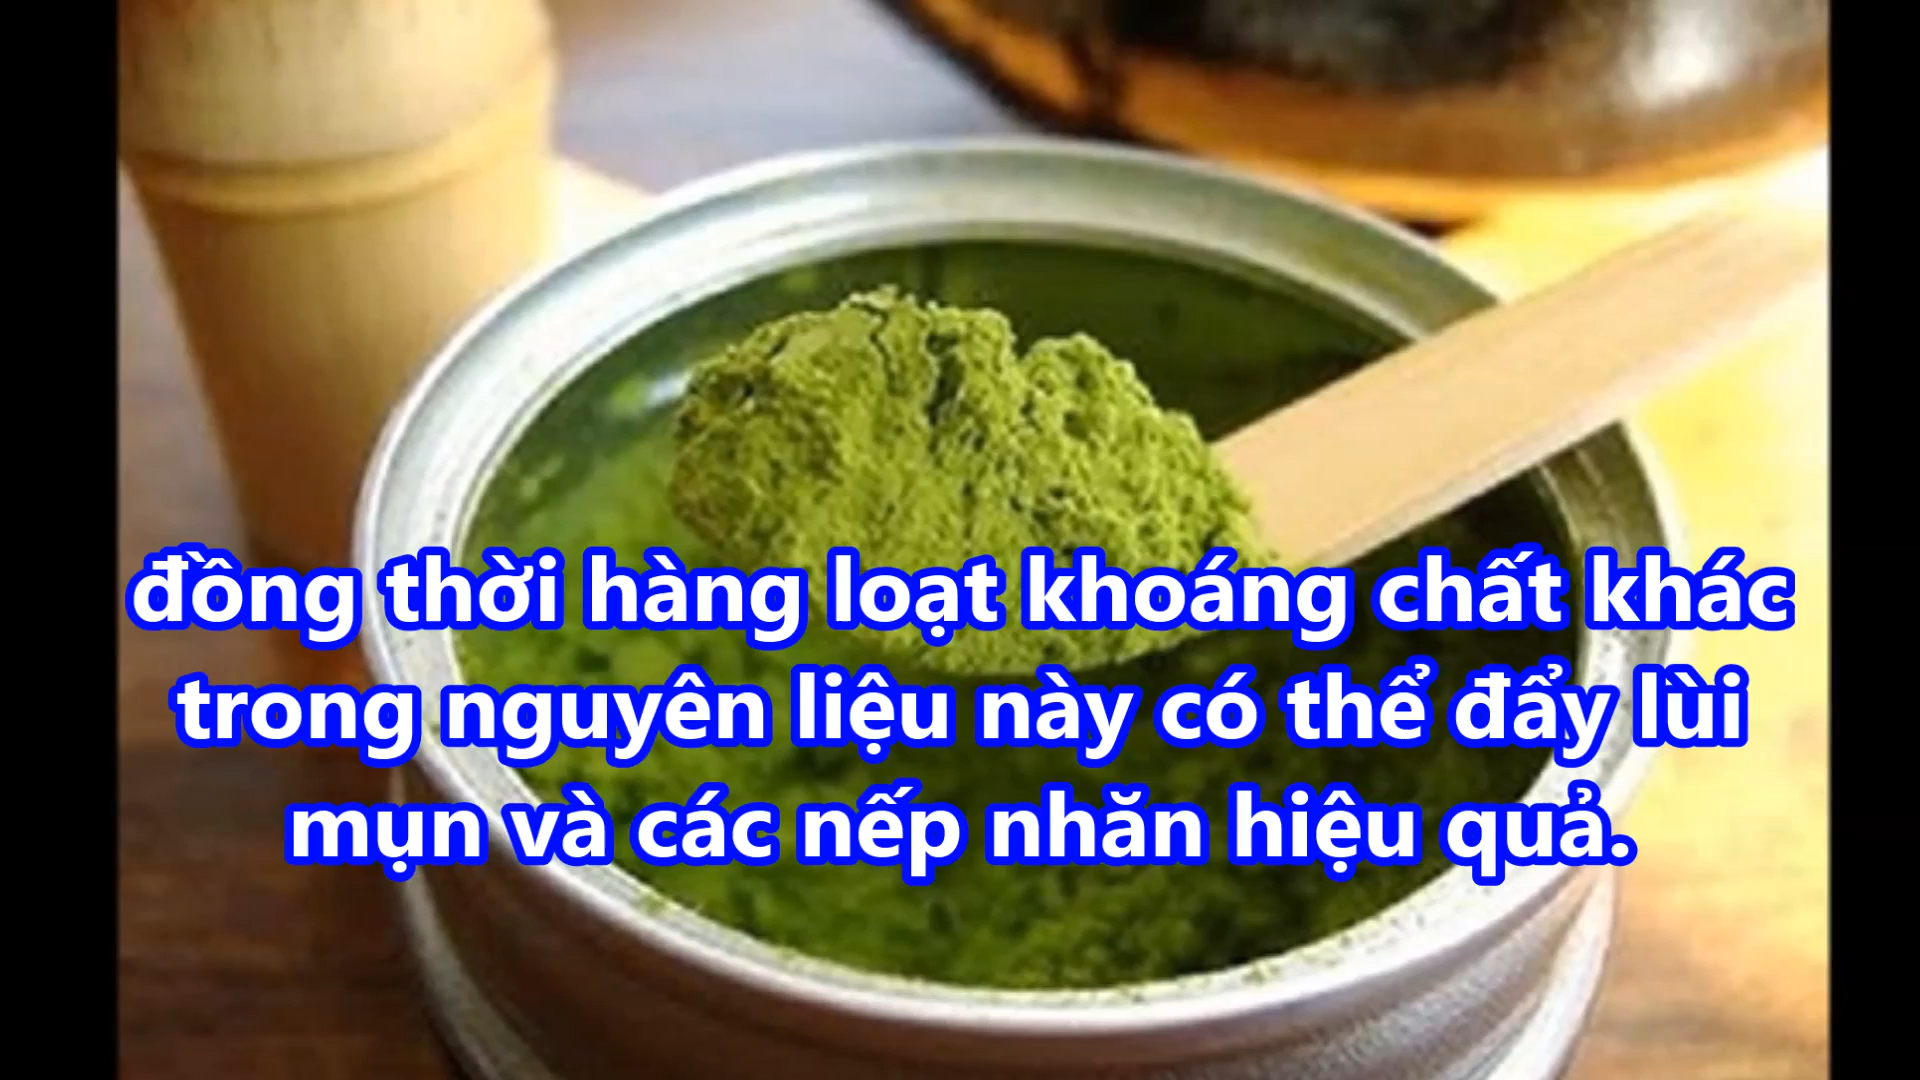 đồng thời hàng loạt khoáng chất khác
trong nguyên liệu này có thể đẩy lùi
mụn và các nếp nhăn hiệu quả.